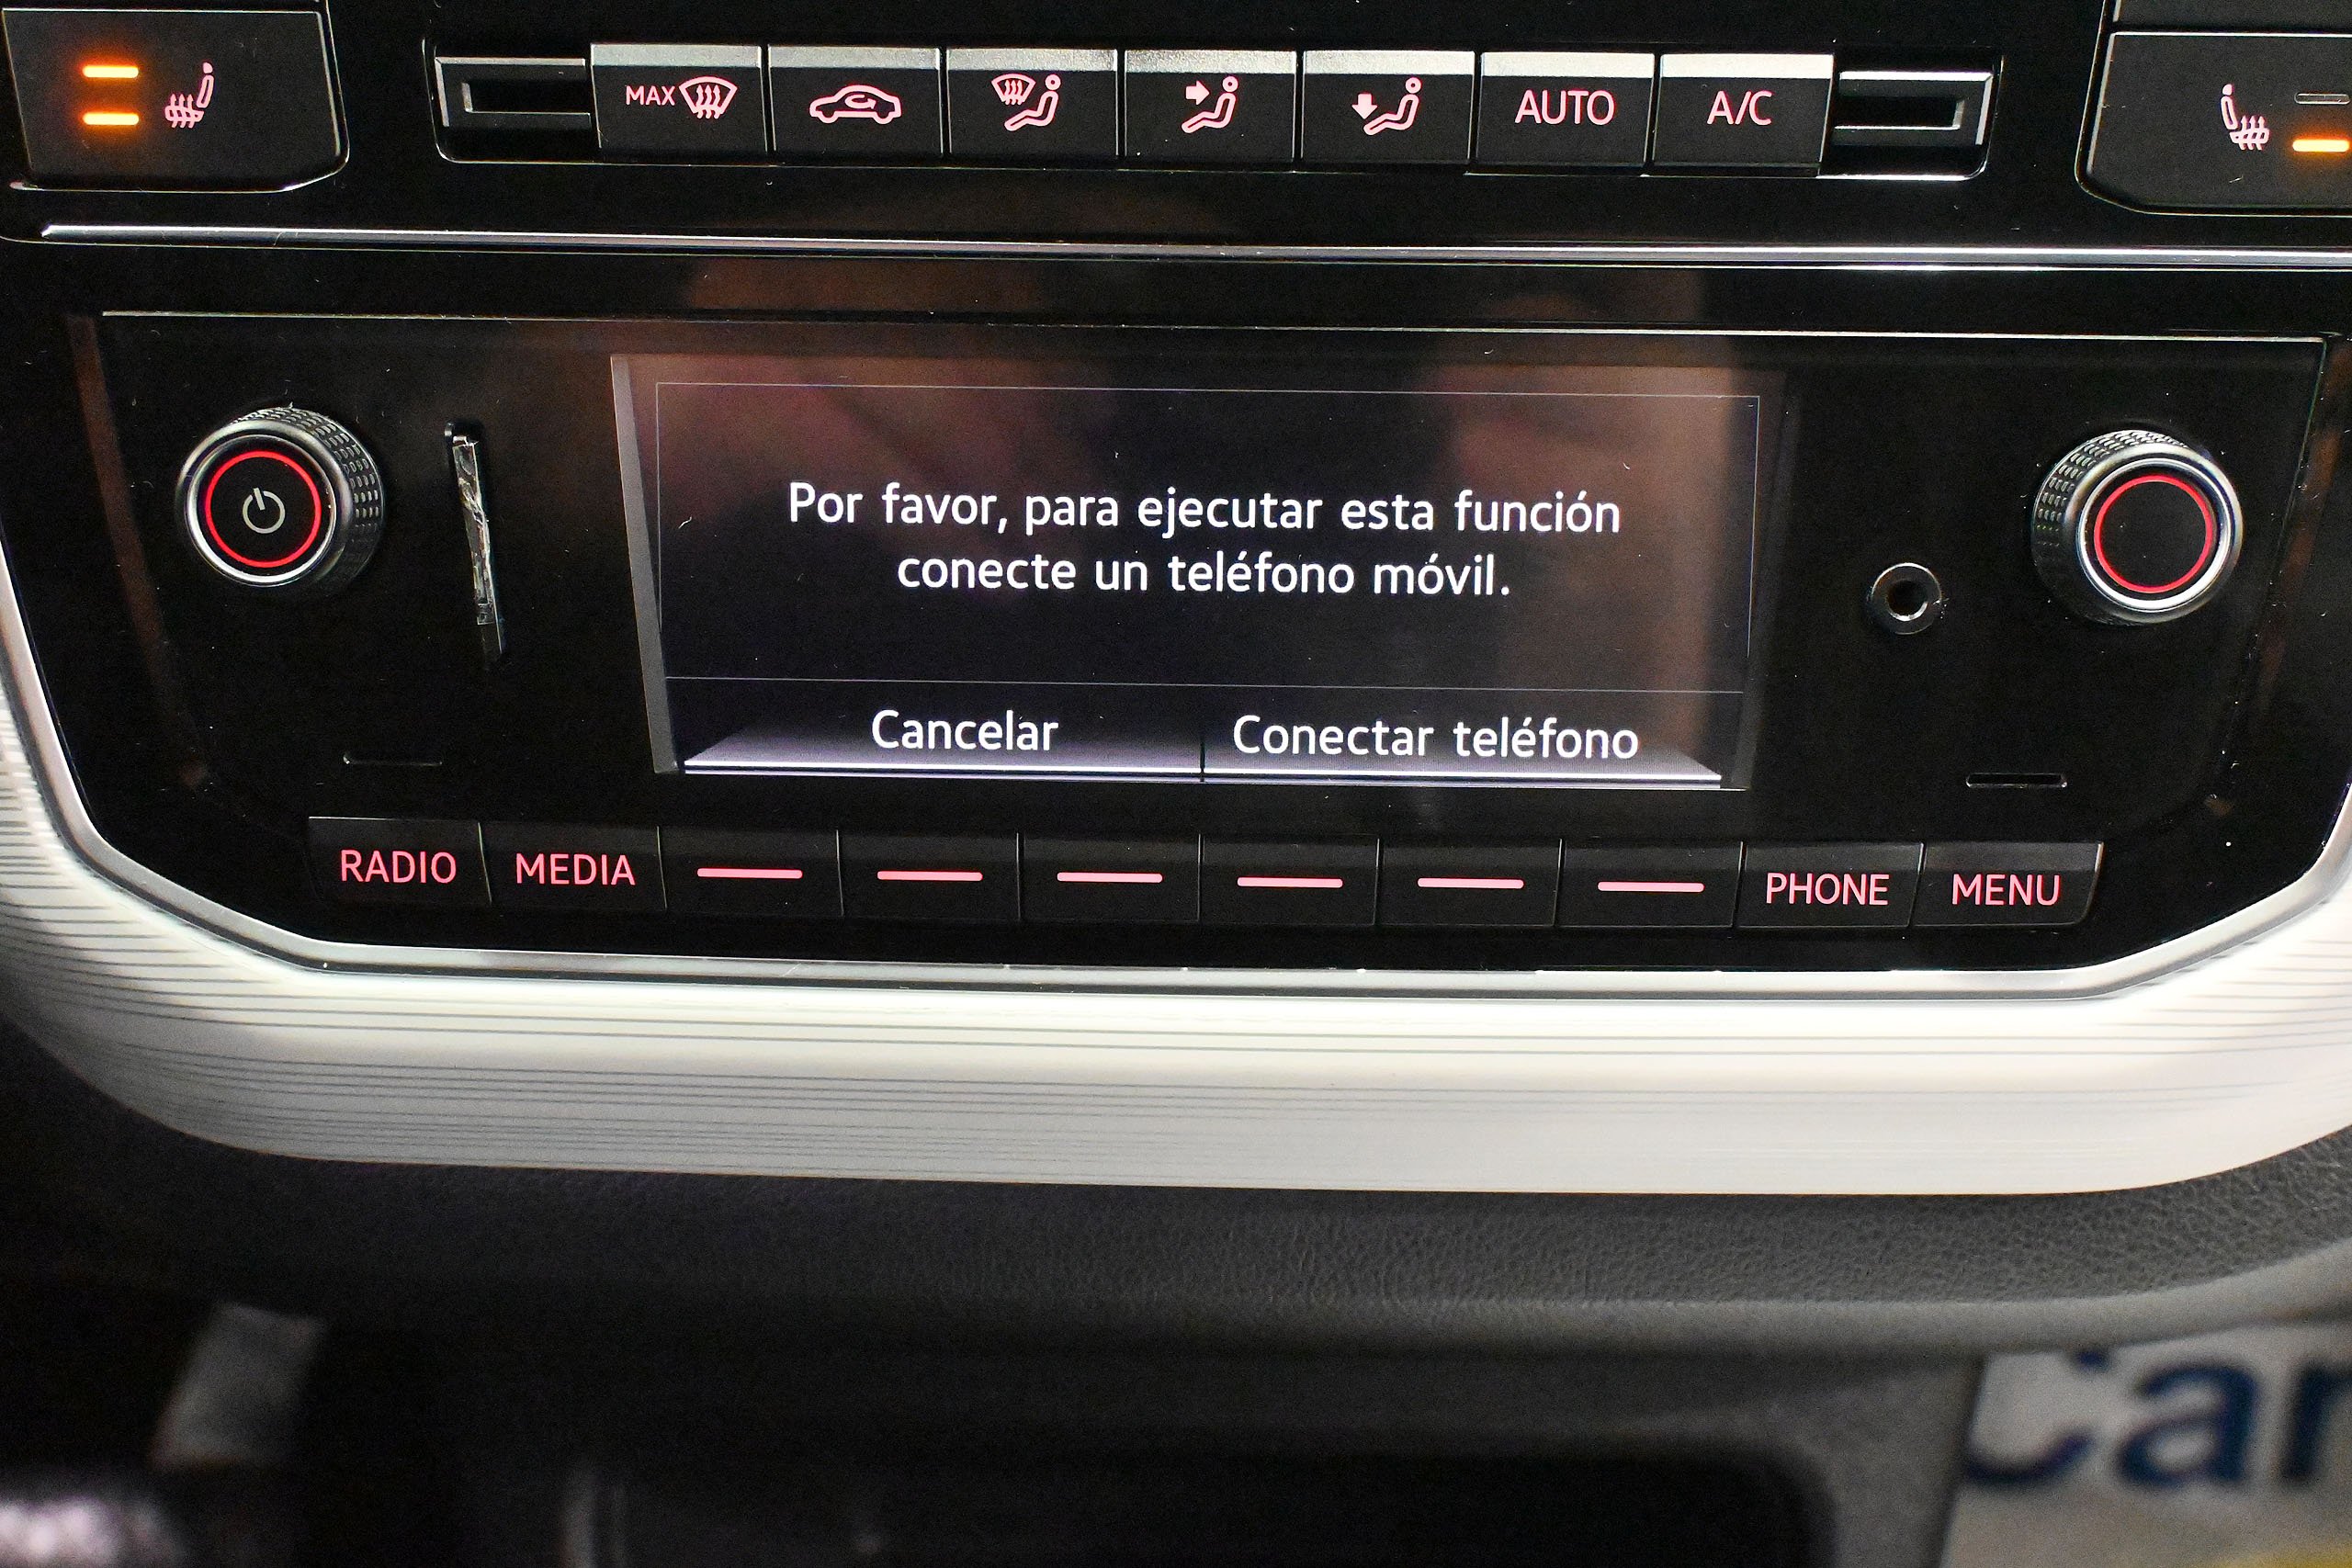 MAX
AUTO
A/C
Por favor, para ejecutar esta función
conecte un teléfono móvil.
Cancelar
Conectar teléfono
RADIO
MEDIA
PHONE
MENU
Car